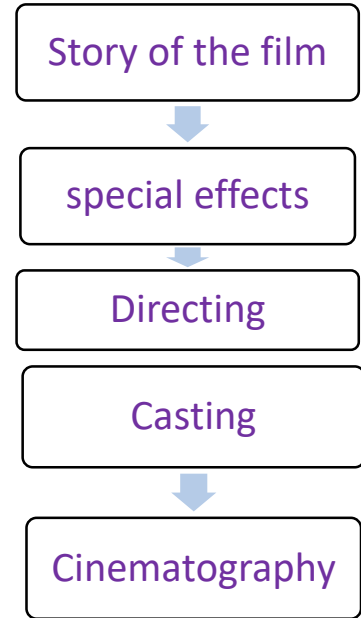 Story of the film
special effects
Directing
Casting
Cinematography